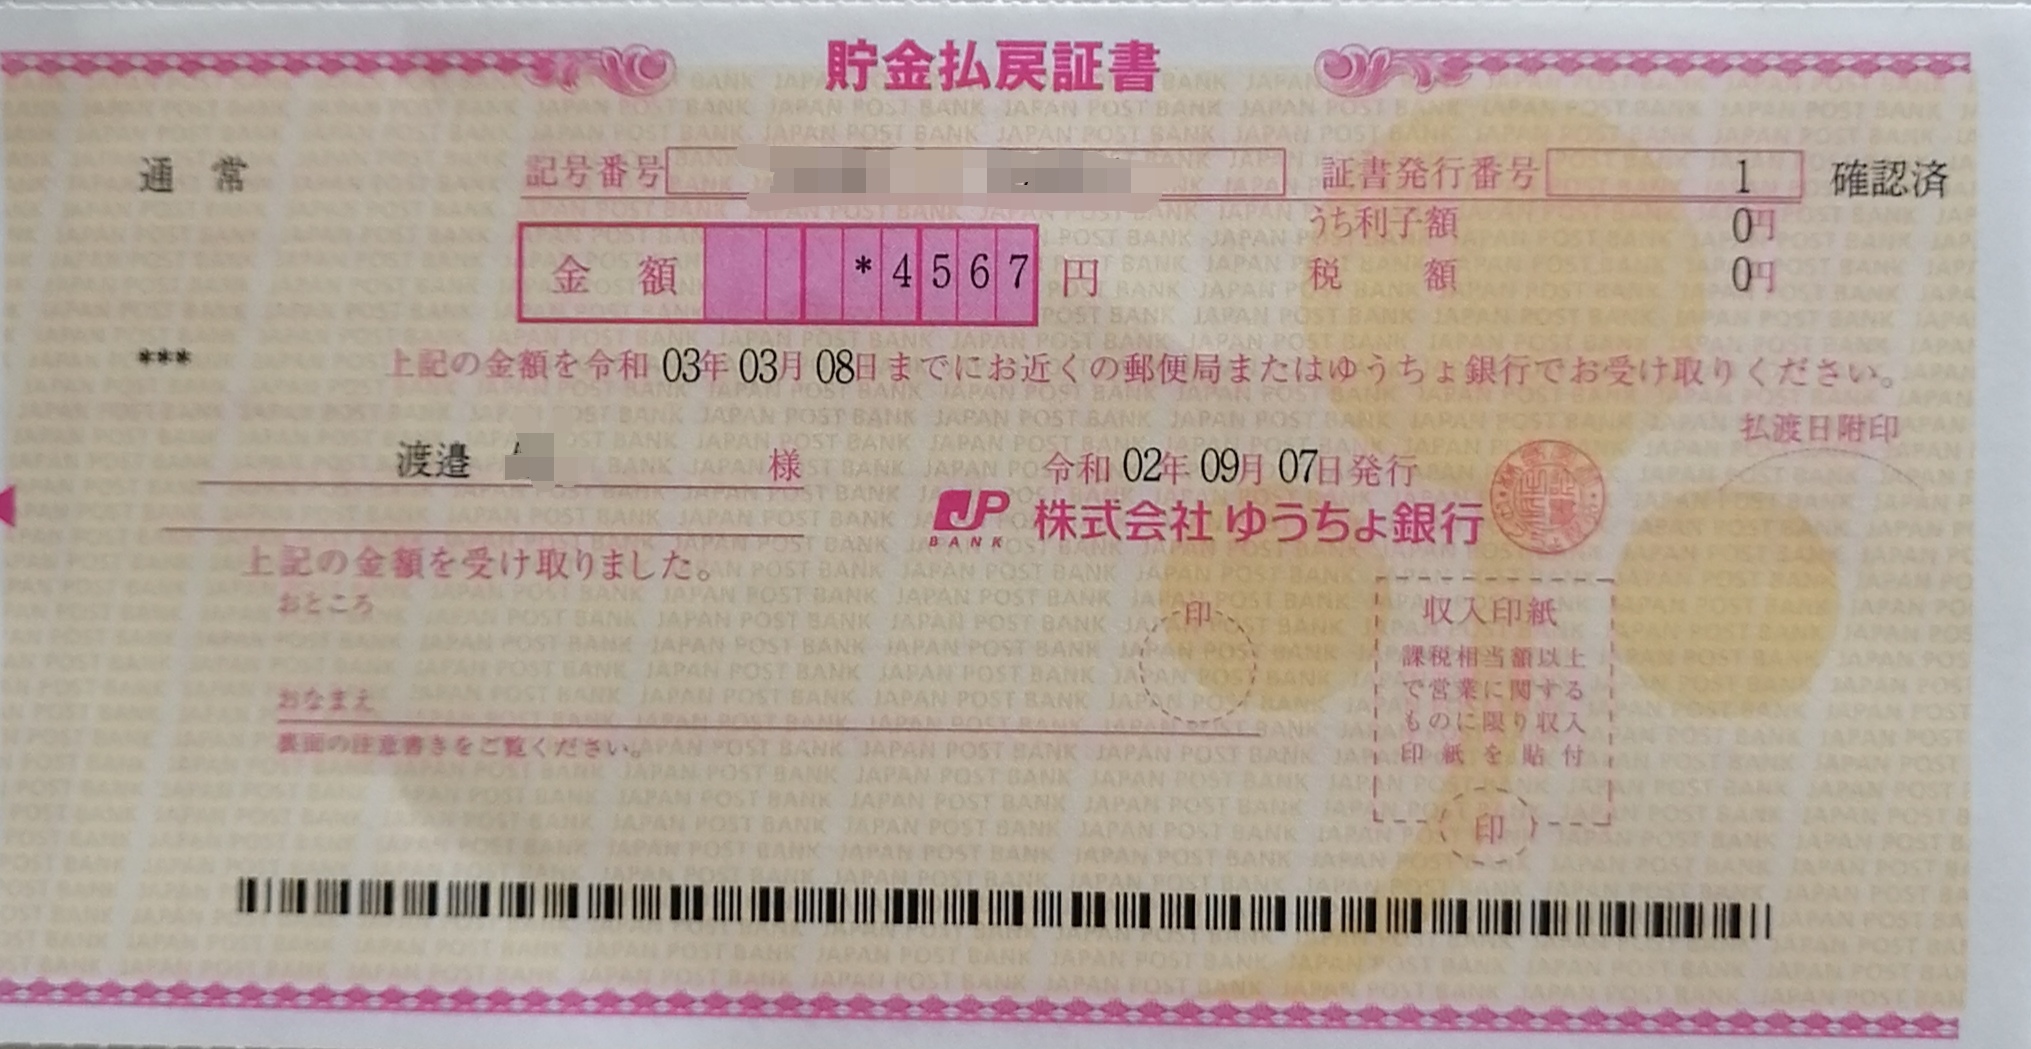 貯金払戻証書
通常 記号番号 証書発行番号 1 確認済
うち利子額 0円
金額 *4567 円 税額 0円
*** 上記の金額を令和 03年 03月 08日までにお近くの郵便局またはゆうちょ銀行でお受け取りください。
払渡日附印
渡邉 様 令和 02年 09月 07日発行
JP BANK 株式会社 ゆうちょ銀行
上記の金額を受け取りました。
おところ
印
収入印紙
課税相当額以上
で営業に関する
ものに限り収入
印紙を貼付
印
おなまえ
裏面の注意書きをご覧ください。